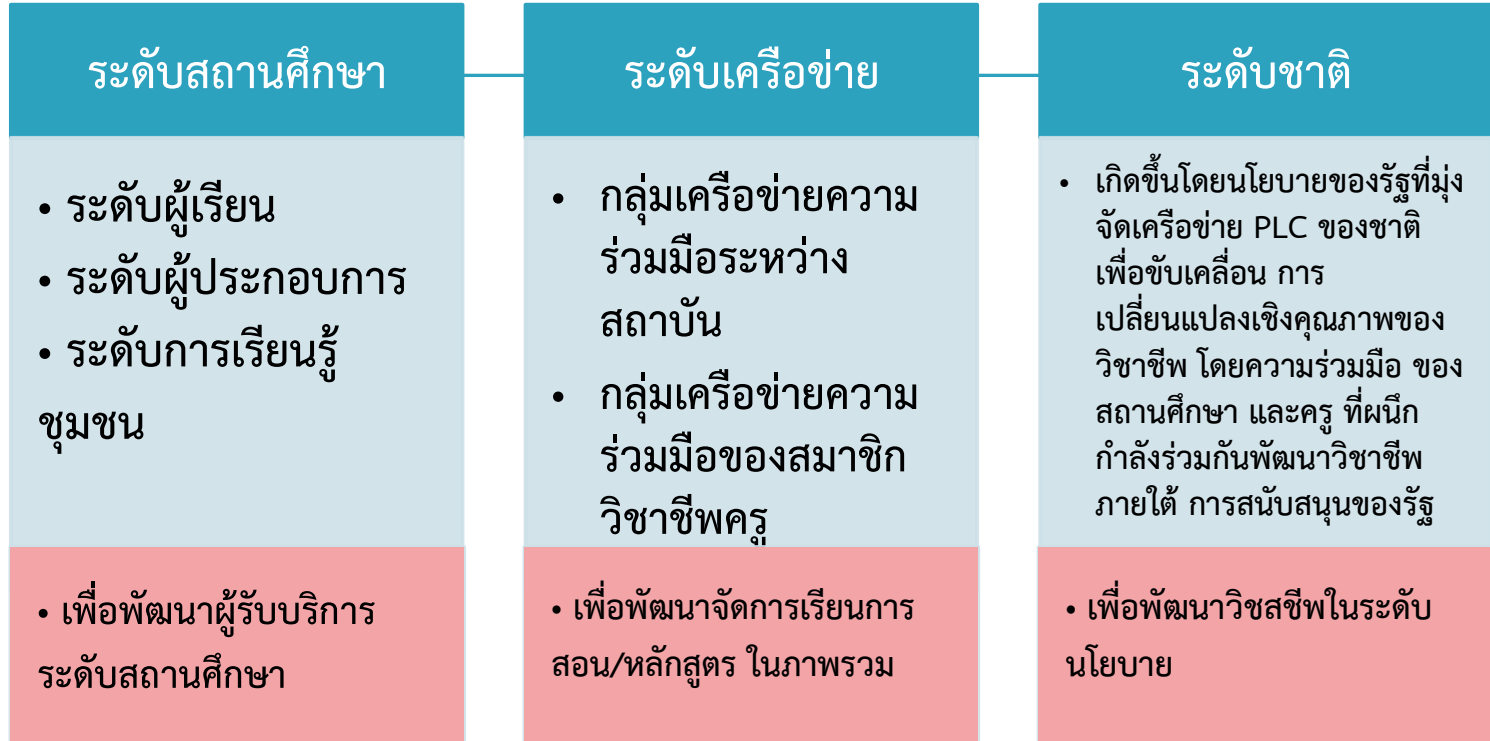 ระดับสถานศึกษา
• ระดับผู้เรียน
• ระดับผู้ประกอบการ
• ระดับการเรียนรู้
ชุมชน
• เพื่อพัฒนาผู้รับบริการ
ระดับสถานศึกษา
ระดับเครือข่าย
• กลุ่มเครือข่ายความ
ร่วมมือระหว่าง
สถาบัน
• กลุ่มเครือข่ายความ
ร่วมมือของสมาชิก
วิชาชีพครู
• เพื่อพัฒนาจัดการเรียนการ
สอน/หลักสูตร ในภาพรวม
ระดับชาติ
• เกิดขึ้นโดยนโยบายของรัฐที่มุ่ง
จัดเครือข่าย PLC ของชาติ
เพื่อขับเคลื่อน การ
เปลี่ยนแปลงเชิงคุณภาพของ
วิชาชีพ โดยความร่วมมือ ของ
สถานศึกษา และครู ที่ผนึก
กำลังร่วมกันพัฒนาวิชาชีพ
ภายใต้ การสนับสนุนของรัฐ
• เพื่อพัฒนาวิชสชีพในระดับ
นโยบาย